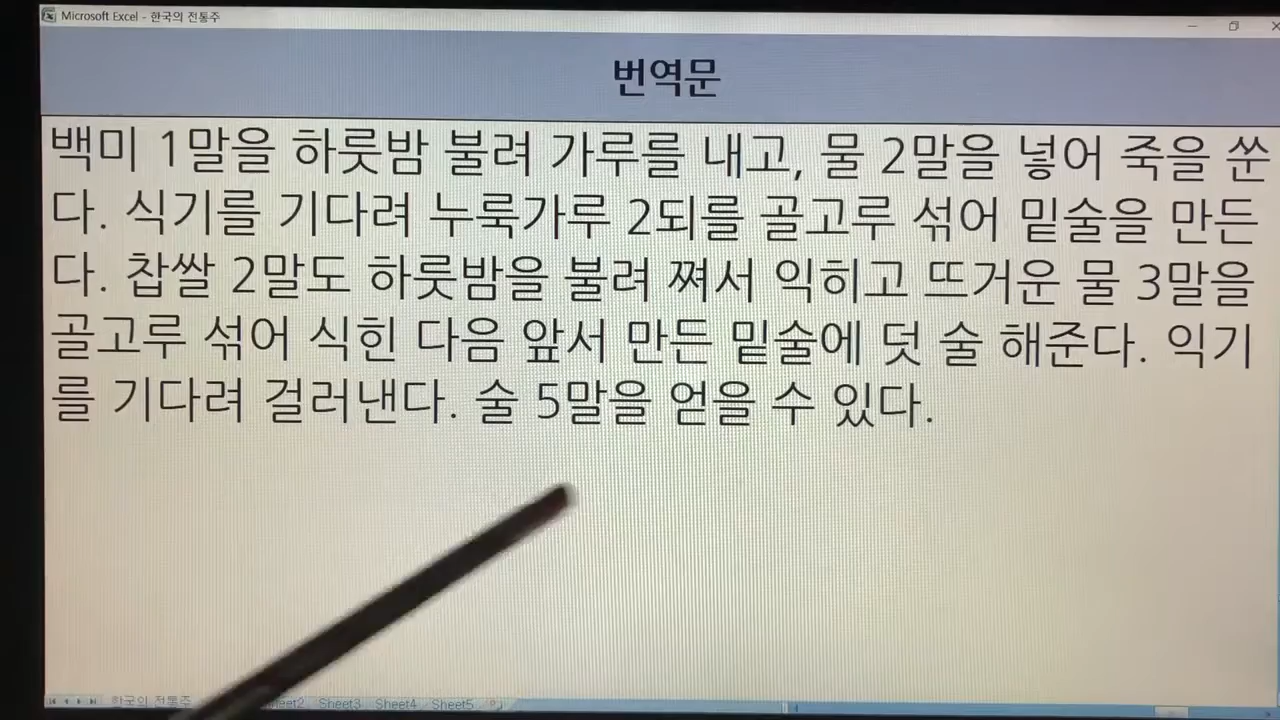 Microsoft Excel - 한국의 전통주
번역문
백미 1말을 하룻밤 불려 가루를 내고, 물 2말을 넣어 죽을 쑨
다. 식기를 기다려 누룩가루 2되를 골고루 섞어 밑술을 만든
다. 찹쌀 2말도 하룻밤을 불려 쪄서 익히고 뜨거운 물 3말을
골고루 섞어 식힌 다음 앞서 만든 밑술에 덧 술 해준다. 익기
를 기다려 걸러낸다. 술 5말을 얻을 수 있다.
한국의 전통주 Sheet3 Sheet4 Sheet5